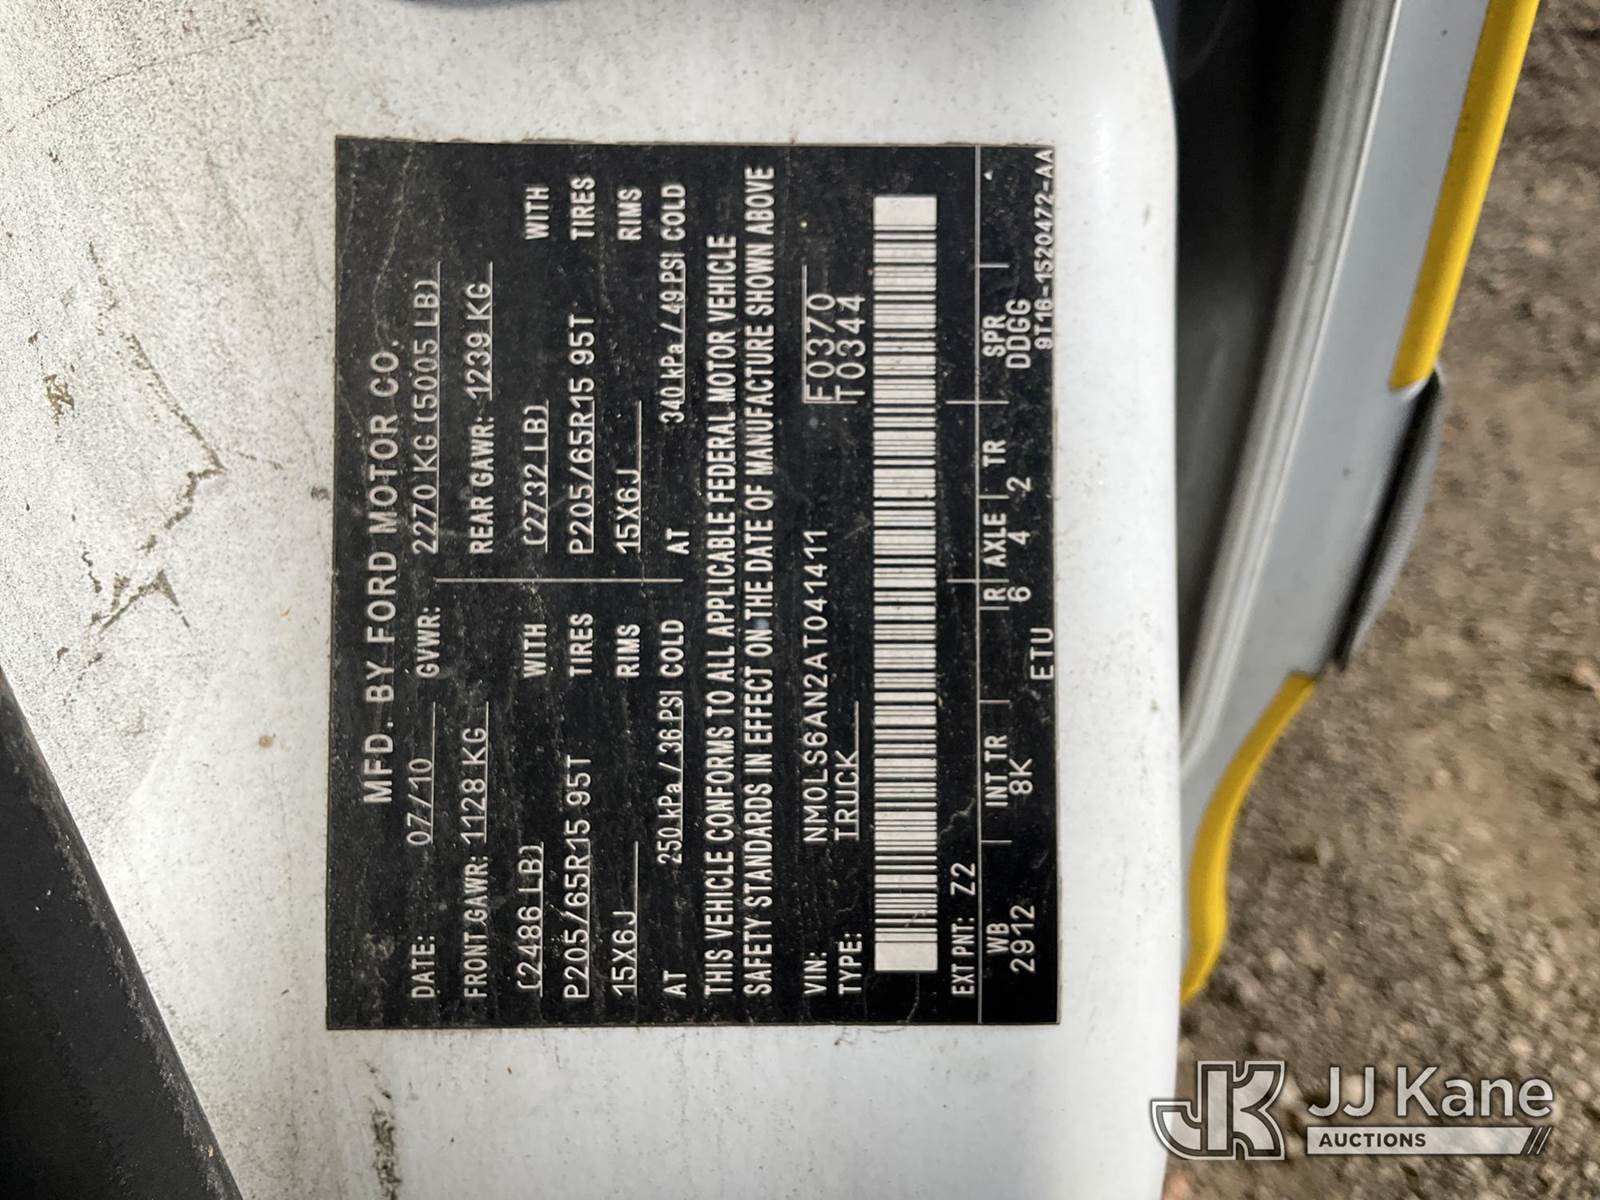 MFD. BY FORD MOTOR CO.
DATE: 07/10 GVWR: 2270 KG (5005 LB)
FRONT GAWR: 1128 KG REAR GAWR: 1239 KG
(2486 LB) WITH (2732 LB) WITH
P205/65R15 95T TIRES P205/65R15 95T TIRES
15X6J RIMS 15X6J RIMS
AT 250 kPa / 36 PSI COLD AT 340 kPa / 49 PSI COLD
THIS VEHICLE CONFORMS TO ALL APPLICABLE FEDERAL MOTOR VEHICLE
SAFETY STANDARDS IN EFFECT ON THE DATE OF MANUFACTURE SHOWN ABOVE
VIN: NM0LS6AN2AT041411 F0370
TYPE: TRUCK T0344
EXT PNT: Z2
WB INT TR R AXLE TR SPR
2912 8K 6 4 2 DDGG
ETU 9T16-1520472-AA
JK JJ Kane
AUCTIONS